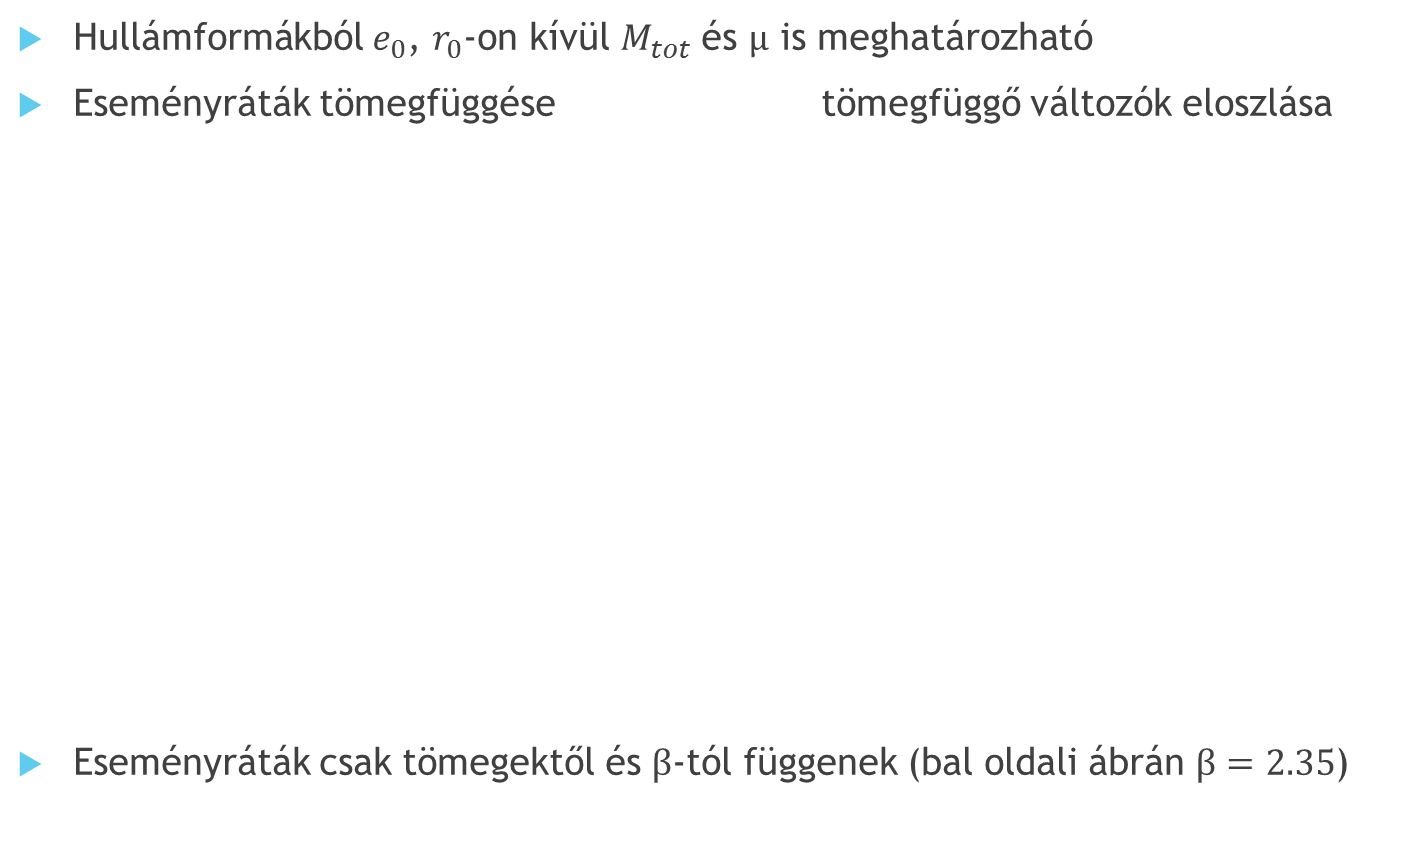 Hullámformákból e₀, r₀-on kívül M_tot és μ is meghatározható
Eseményráták tömegfüggése tömegfüggő változók eloszlása
Eseményráták csak tömegektől és β-tól függenek (bal oldali ábrán β = 2.35)